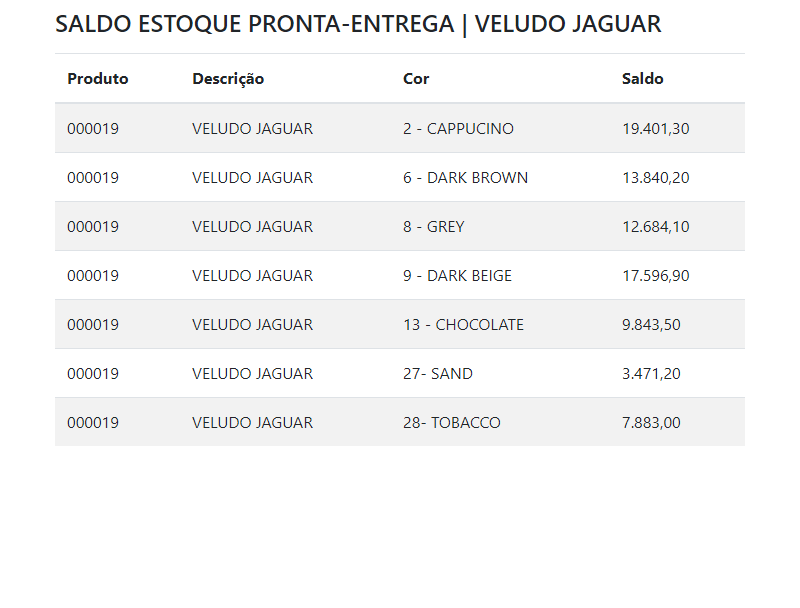 SALDO ESTOQUE PRONTA-ENTREGA | VELUDO JAGUAR
Produto Descrição Cor Saldo
000019 VELUDO JAGUAR 2 - CAPPUCINO 19.401,30
000019 VELUDO JAGUAR 6 - DARK BROWN 13.840,20
000019 VELUDO JAGUAR 8 - GREY 12.684,10
000019 VELUDO JAGUAR 9 - DARK BEIGE 17.596,90
000019 VELUDO JAGUAR 13 - CHOCOLATE 9.843,50
000019 VELUDO JAGUAR 27- SAND 3.471,20
000019 VELUDO JAGUAR 28- TOBACCO 7.883,00